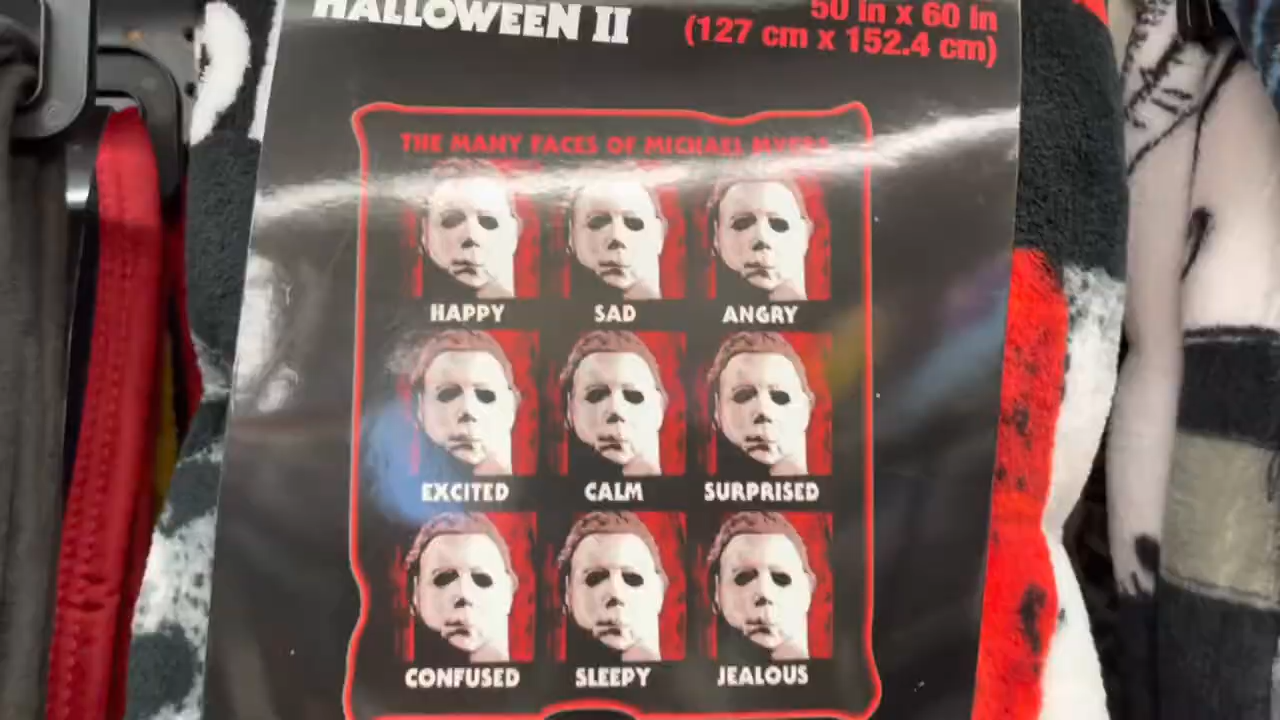 HALLOWEEN II
50 in x 60 in
(127 cm x 152.4 cm)
THE MANY FACES OF MICHAEL MYERS
HAPPY SAD ANGRY
EXCITED CALM SURPRISED
CONFUSED SLEEPY JEALOUS